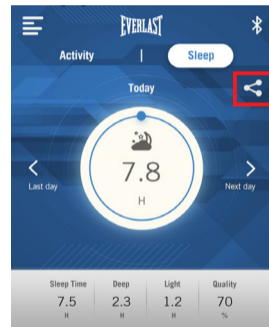 EVERLAST
Activity | Sleep
Today
7.8
H
Last day
Next day
Sleep Time Deep Light Quality
7.5 2.3 1.2 70
H H H %